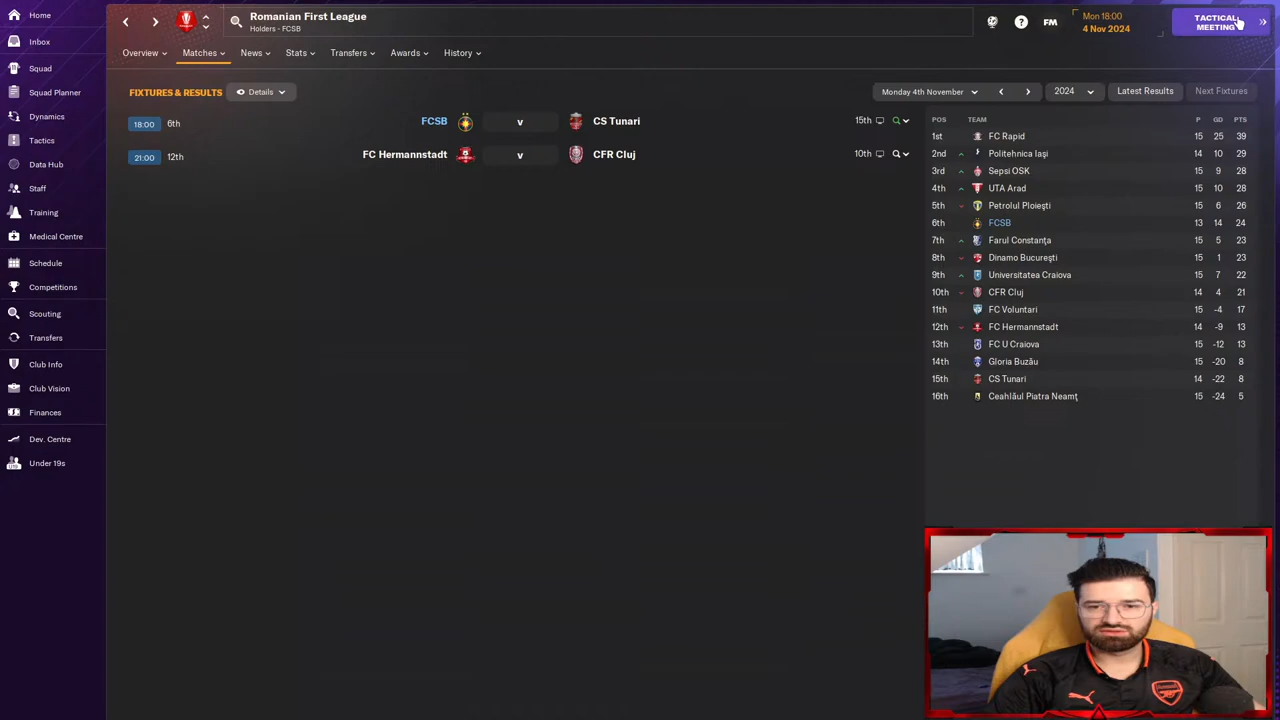 Home
Inbox
Squad
Squad Planner
Dynamics
Tactics
Data Hub
Staff
Training
Medical Centre
Schedule
Competitions
Scouting
Transfers
Club Info
Club Vision
Finances
Dev. Centre
Under 19s
Romanian First League
Holders - FCSB
FM
Mon 18:00
4 Nov 2024
TACTICAL MEETING
Overview Matches News Stats Transfers Awards History
FIXTURES & RESULTS Details Monday 4th November 2024 Latest Results Next Fixtures
18:00 6th FCSB v CS Tunari 15th
21:00 12th FC Hermannstadt v CFR Cluj 10th
POS TEAM P GD PTS
1st FC Rapid 15 25 39
2nd Politehnica Iaşi 14 10 29
3rd Sepsi OSK 15 9 28
4th UTA Arad 15 10 28
5th Petrolul Ploieşti 15 6 26
6th FCSB 13 14 24
7th Farul Constanţa 15 5 23
8th Dinamo Bucureşti 15 1 23
9th Universitatea Craiova 15 7 22
10th CFR Cluj 14 4 21
11th FC Voluntari 15 -4 17
12th FC Hermannstadt 14 -9 13
13th FC U Craiova 15 -12 13
14th Gloria Buzău 15 -20 8
15th CS Tunari 14 -22 8
16th Ceahlăul Piatra Neamţ 15 -24 5